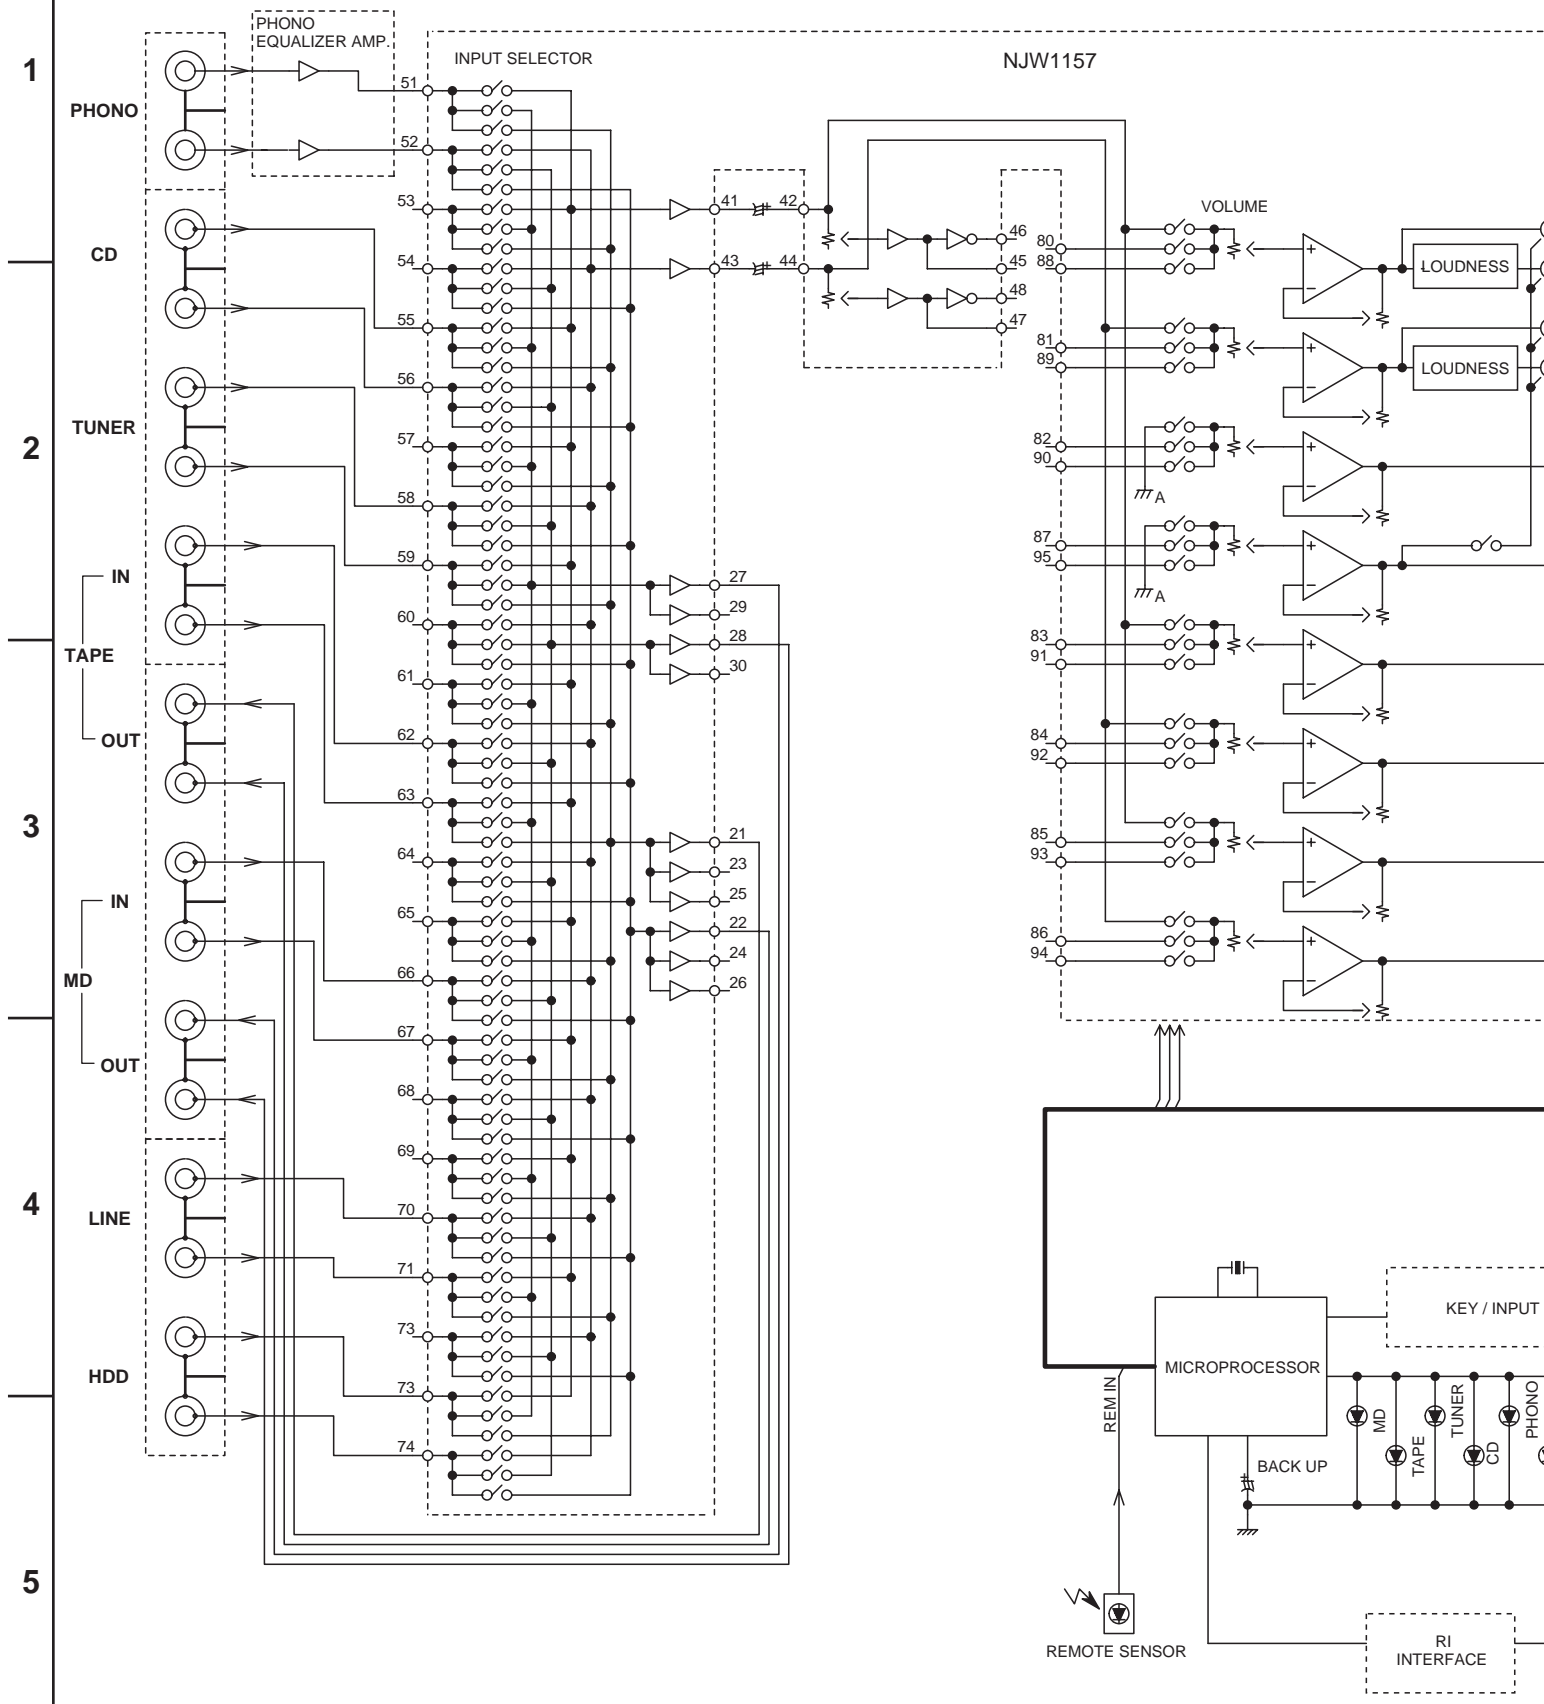 1
2
3
4
5
PHONO
EQUALIZER AMP.
INPUT SELECTOR
NJW1157
PHONO
CD
TUNER
IN
TAPE
OUT
IN
MD
OUT
LINE
HDD
51
52
53
54
55
56
57
58
59
60
61
62
63
64
65
66
67
68
69
70
71
73
73
74
41
42
43
44
27
29
28
30
21
23
25
22
24
26
46
45
48
47
80
88
81
89
82
90
87
95
83
91
84
92
85
93
86
94
VOLUME
LOUDNESS
LOUDNESS
A
A
KEY / INPUT
MICROPROCESSOR
REM IN
BACK UP
MD
TAPE
TUNER
CD
PHONO
REMOTE SENSOR
RI
INTERFACE